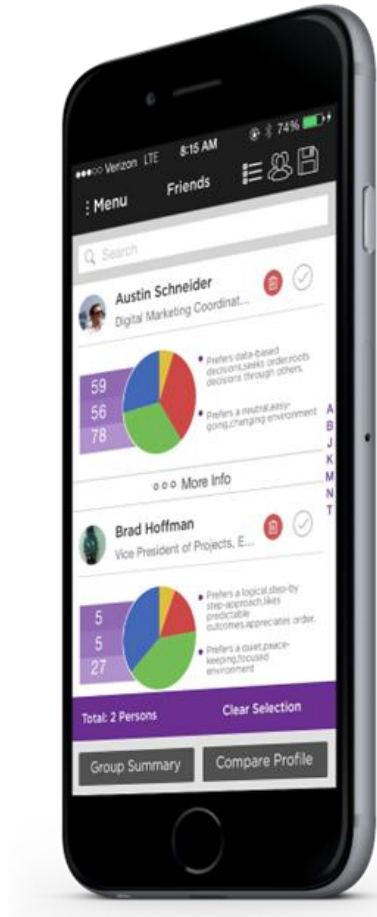 ●●●○○ Verizon LTE 8:15 AM 74%
⋮ Menu Friends
Search
Austin Schneider
Digital Marketing Coordinat...
59
56
78
• Prefers data-based
decisions,seeks order,roots
decisions through others.
• Prefers a neutral,easy-
going,changing environment
A
B
J
K
M
N
T
ooo More Info
Brad Hoffman
Vice President of Projects, E...
5
5
27
• Prefers a logical,step-by
step-approach,likes
predictable
outcomes,appreciates order.
• Prefers a quiet,peace-
keeping,focused
environment
Total: 2 Persons Clear Selection
Group Summary Compare Profile